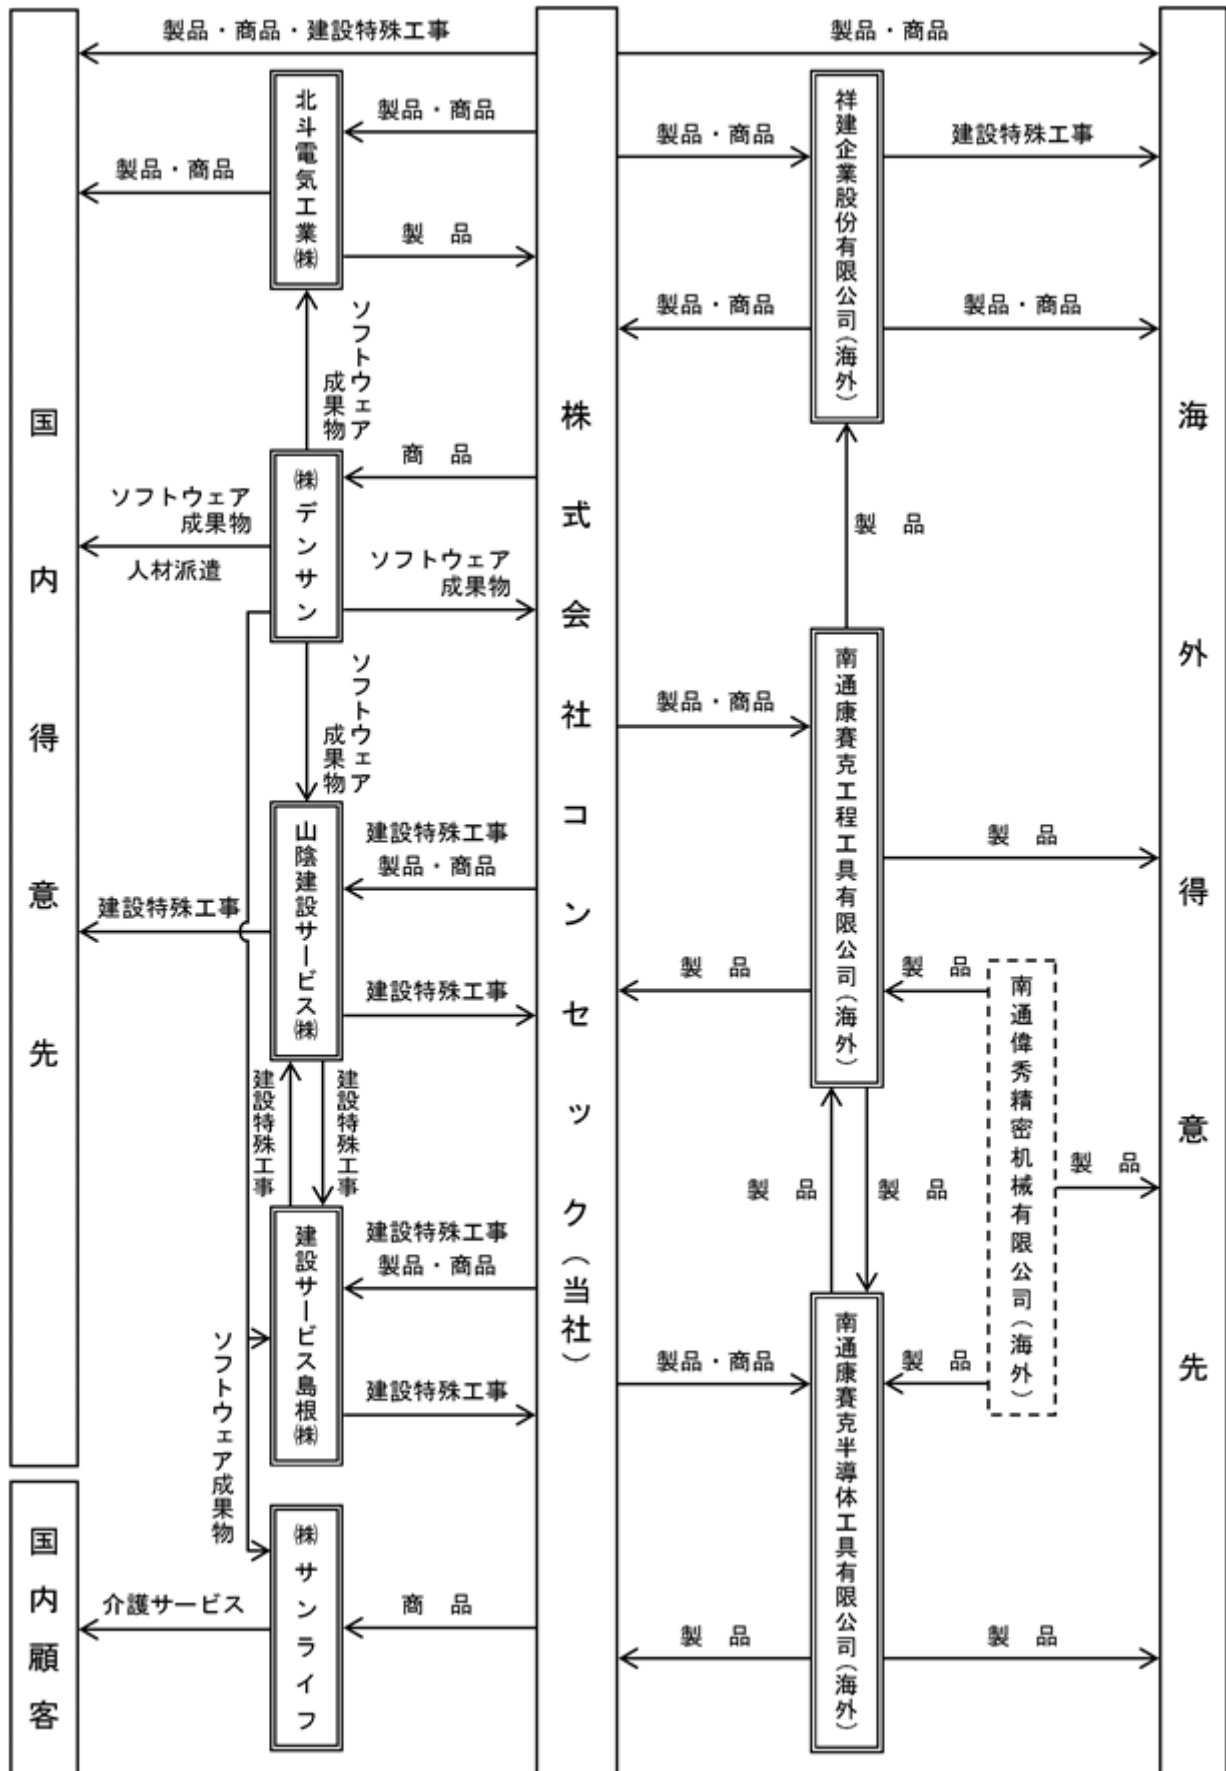 製品・商品・建設特殊工事
製品・商品
北斗電気工業㈱
製品・商品
製品・商品
製　品
祥建企業股份有限公司（海外）
製品・商品
建設特殊工事
製品・商品
製品・商品
ソフトウェア
成果物
国内得意先
株式会社コンセック（当社）
海外得意先
㈱デンサン
商　品
ソフトウェア
成果物
人材派遣
ソフトウェア
成果物
製　品
ソフトウェア
成果物
南通康賽克工程工具有限公司（海外）
製品・商品
製　品
製　品
製　品
山陰建設サービス㈱
建設特殊工事
製品・商品
建設特殊工事
建設特殊工事
南通偉秀精密机械有限公司（海外）
製　品
建設特殊工事
建設特殊工事
製　品
製　品
建設サービス島根㈱
建設特殊工事
製品・商品
建設特殊工事
ソフトウェア成果物
南通康賽克半導体工具有限公司（海外）
製品・商品
製　品
製　品
製　品
国内顧客
㈱サンライフ
介護サービス
商　品